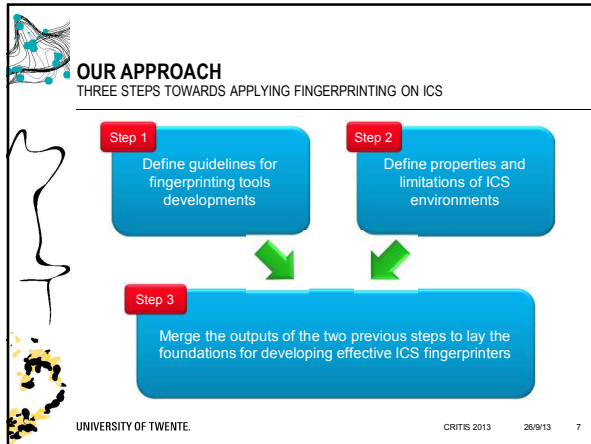 OUR APPROACH
THREE STEPS TOWARDS APPLYING FINGERPRINTING ON ICS
Step 1
Define guidelines for
fingerprinting tools
developments
Step 2
Define properties and
limitations of ICS
environments
Step 3
Merge the outputs of the two previous steps to lay the
foundations for developing effective ICS fingerprinters
UNIVERSITY OF TWENTE.
CRITIS 2013 26/9/13 7